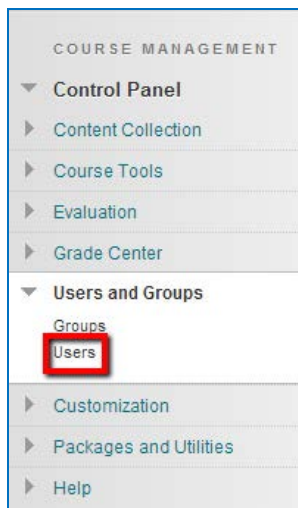 COURSE MANAGEMENT
Control Panel
Content Collection
Course Tools
Evaluation
Grade Center
Users and Groups
Groups
Users
Customization
Packages and Utilities
Help